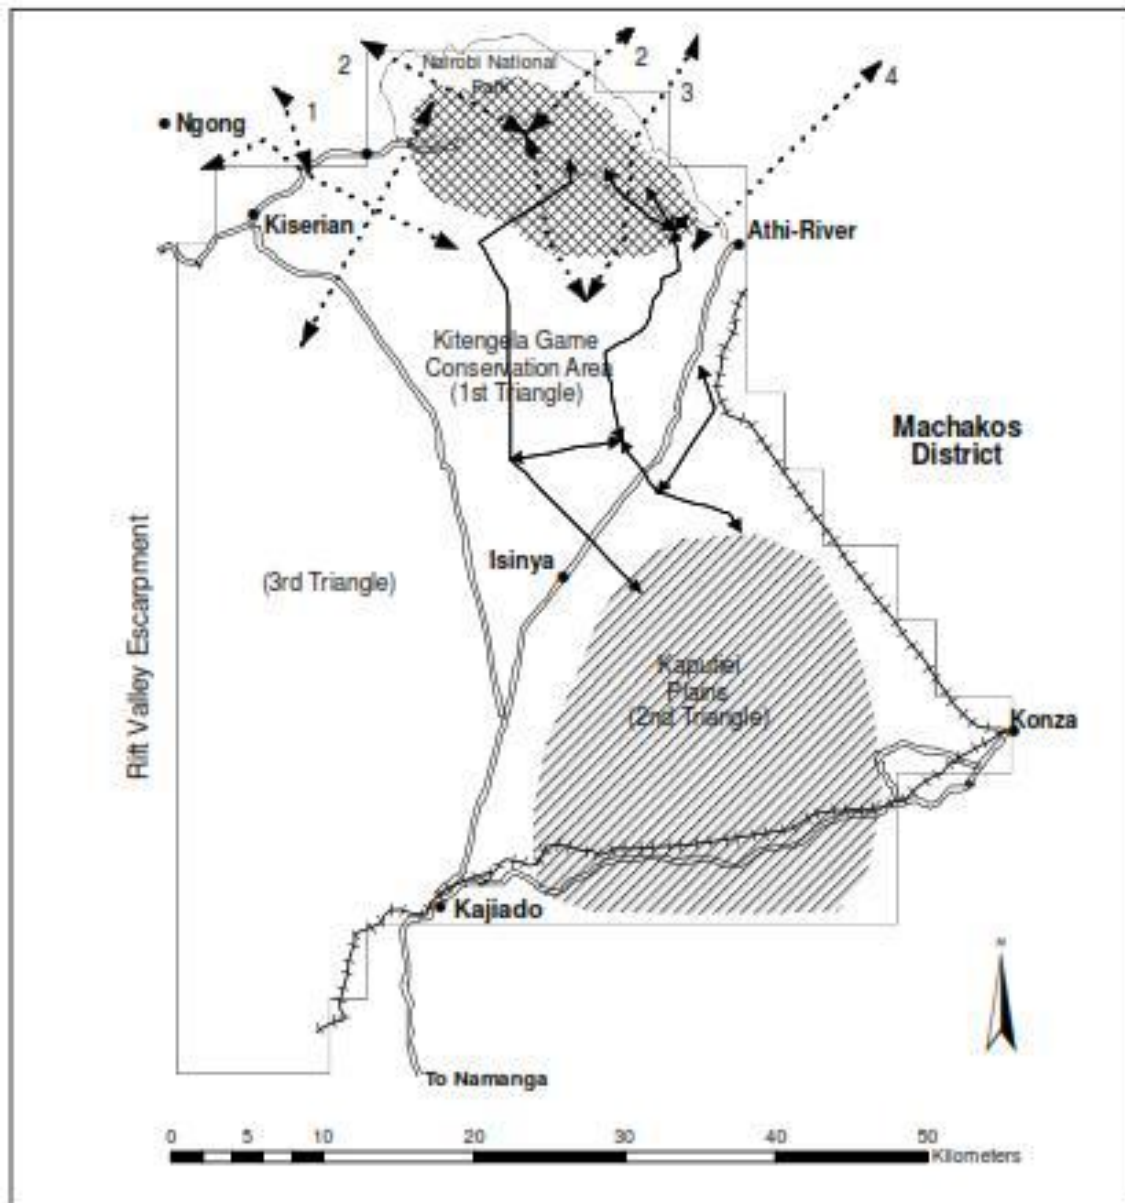 2
Nairobi National
Park
2
3
4
1
Ngong
Kiserian
Athi-River
Kitengela Game
Conservation Area
(1st Triangle)
Machakos
District
Isinya
(3rd Triangle)
Rift Valley Escarpment
Kaputiei
Plains
(2nd Triangle)
Konza
Kajiado
N
To Namanga
0 5 10 20 30 40 50
Kilometers